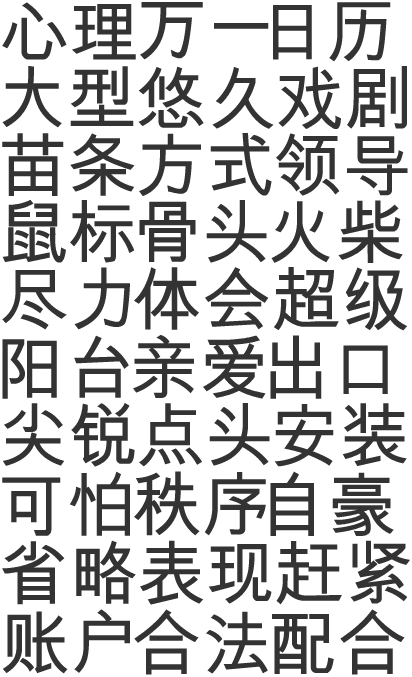 心理万一日历
大型悠久戏剧
苗条方式领导
鼠标骨头火柴
尽力体会超级
阳台亲爱出口
尖锐点头安装
可怕秩序自豪
省略表现赶紧
账户合法配合